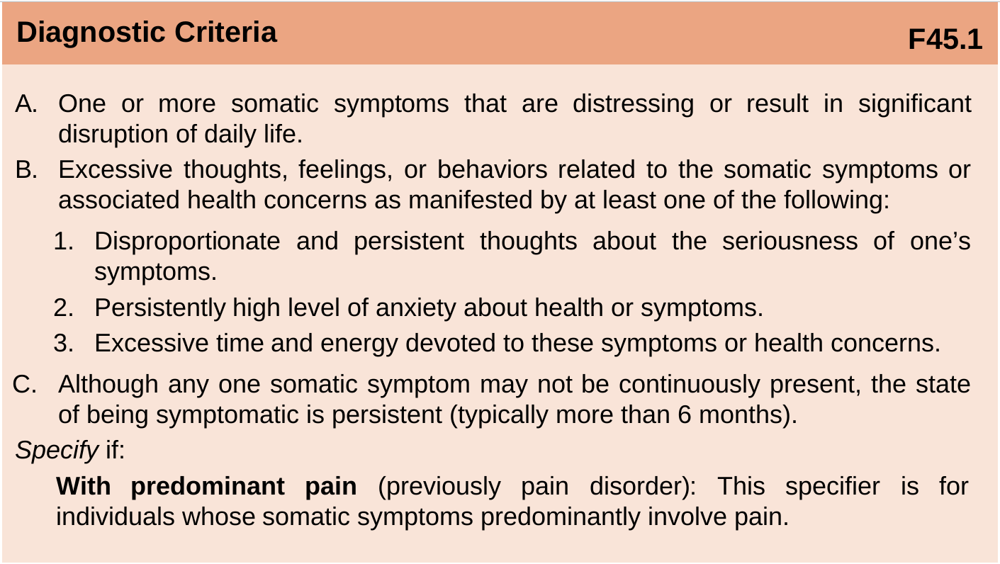 Diagnostic Criteria F45.1
A. One or more somatic symptoms that are distressing or result in significant
disruption of daily life.
B. Excessive thoughts, feelings, or behaviors related to the somatic symptoms or
associated health concerns as manifested by at least one of the following:
1. Disproportionate and persistent thoughts about the seriousness of one’s
symptoms.
2. Persistently high level of anxiety about health or symptoms.
3. Excessive time and energy devoted to these symptoms or health concerns.
C. Although any one somatic symptom may not be continuously present, the state
of being symptomatic is persistent (typically more than 6 months).
Specify if:
With predominant pain (previously pain disorder): This specifier is for
individuals whose somatic symptoms predominantly involve pain.